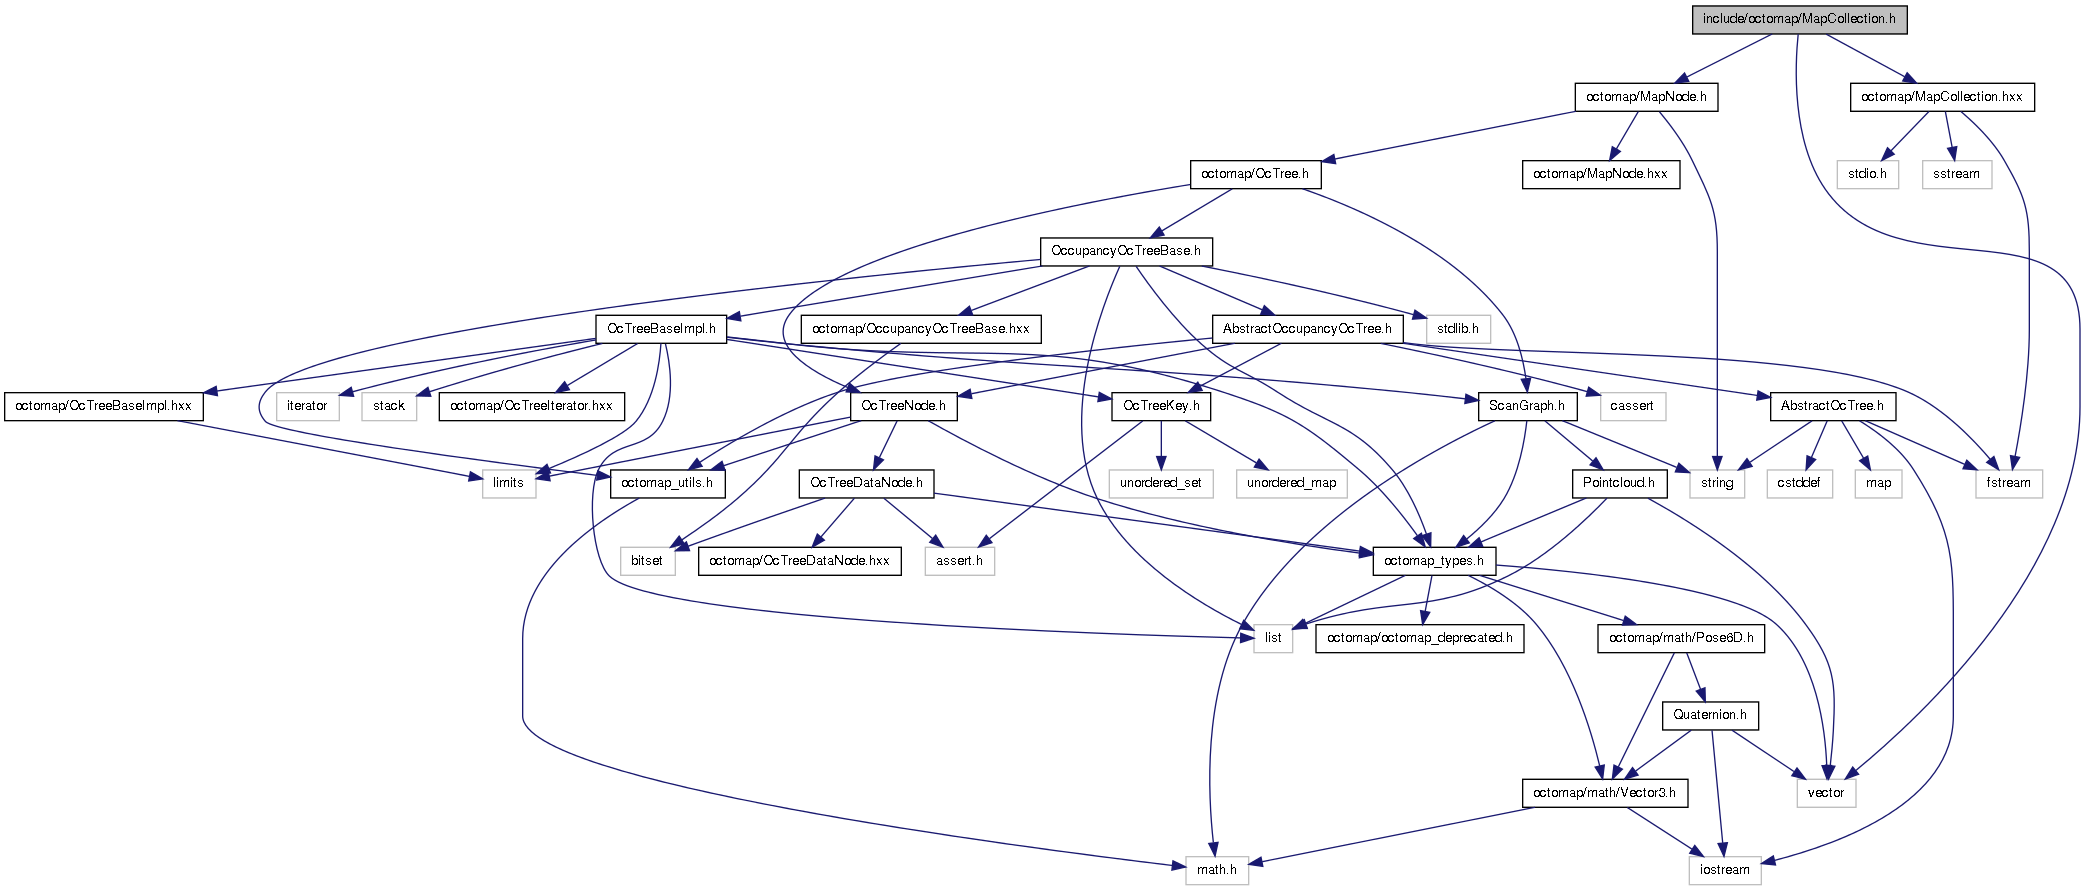 include/octomap/MapCollection.h
octomap/MapNode.h
octomap/MapCollection.hxx
octomap/OcTree.h
octomap/MapNode.hxx
stdio.h
sstream
OccupancyOcTreeBase.h
OcTreeBaseImpl.h
octomap/OccupancyOcTreeBase.hxx
AbstractOccupancyOcTree.h
stdlib.h
octomap/OcTreeBaseImpl.hxx
iterator
stack
octomap/OcTreeIterator.hxx
OcTreeNode.h
OcTreeKey.h
ScanGraph.h
cassert
AbstractOcTree.h
limits
octomap_utils.h
OcTreeDataNode.h
unordered_set
unordered_map
Pointcloud.h
string
cstddef
map
fstream
bitset
octomap/OcTreeDataNode.hxx
assert.h
octomap_types.h
list
octomap/octomap_deprecated.h
octomap/math/Pose6D.h
Quaternion.h
octomap/math/Vector3.h
vector
math.h
iostream